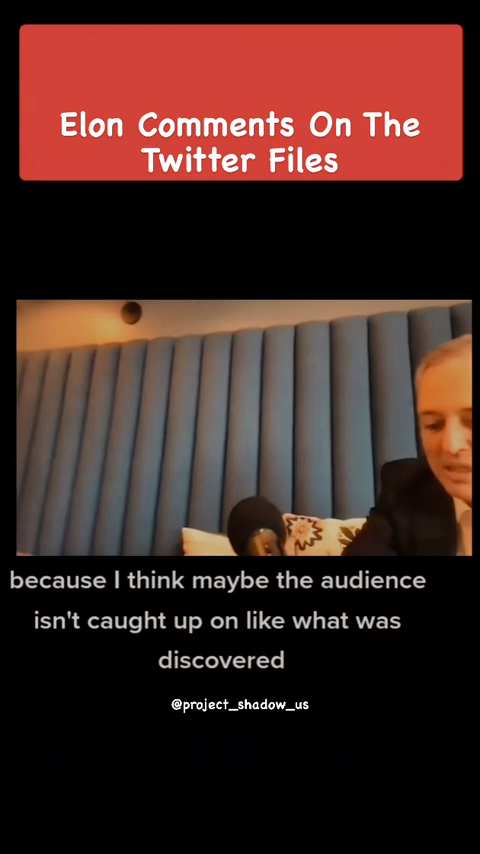 Elon Comments On The
Twitter Files
because I think maybe the audience
isn't caught up on like what was
discovered
@project_shadow_us